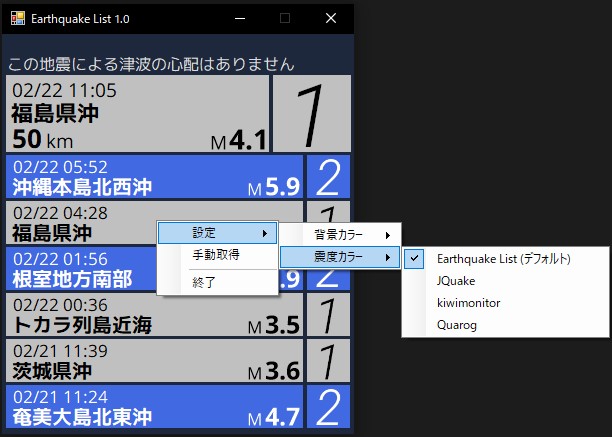 Earthquake List 1.0
この地震による津波の心配はありません
02/22 11:05
福島県沖
50 km M4.1 1
02/22 05:52
沖縄本島北西沖 M5.9 2
02/22 04:28
福島県沖
02/22 01:56
根室地方南部 .9 2
02/22 00:36
トカラ列島近海 M3.5 1
02/21 11:39
茨城県沖 M3.6 1
02/21 11:24
奄美大島北東沖 M4.7 2
設定
手動取得
終了
背景カラー
震度カラー
Earthquake List (デフォルト)
JQuake
kiwimonitor
Quarog